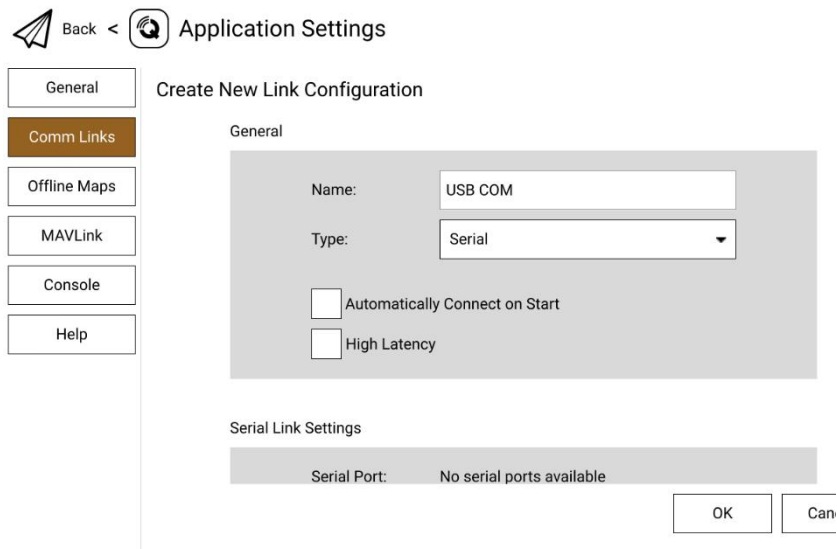 Back < Application Settings
General
Comm Links
Offline Maps
MAVLink
Console
Help
Create New Link Configuration
General
Name: USB COM
Type: Serial
Automatically Connect on Start
High Latency
Serial Link Settings
Serial Port: No serial ports available
OK